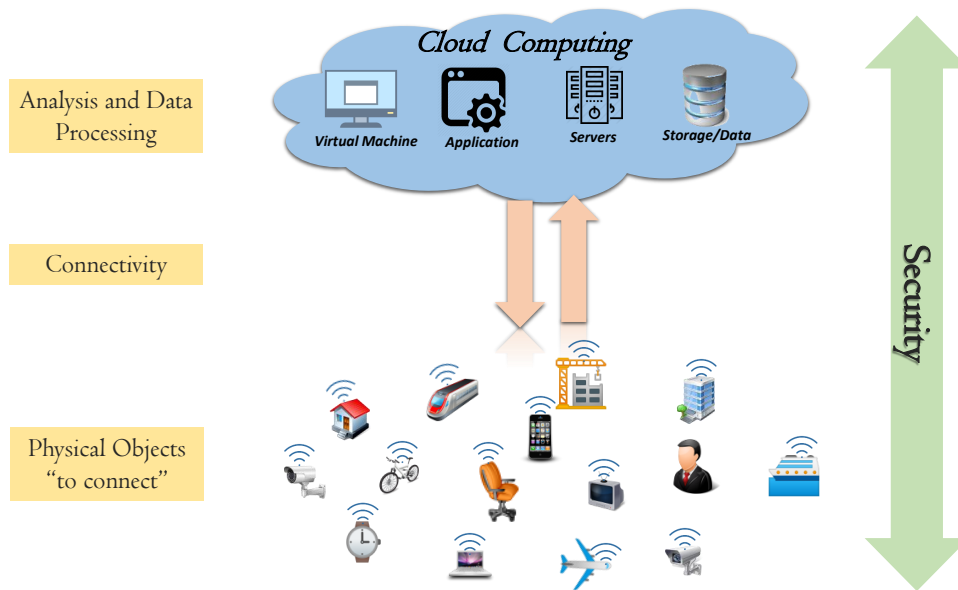 Cloud Computing
Analysis and Data
Processing
Virtual Machine
Application
Servers
Storage/Data
Connectivity
Security
Physical Objects
“to connect”